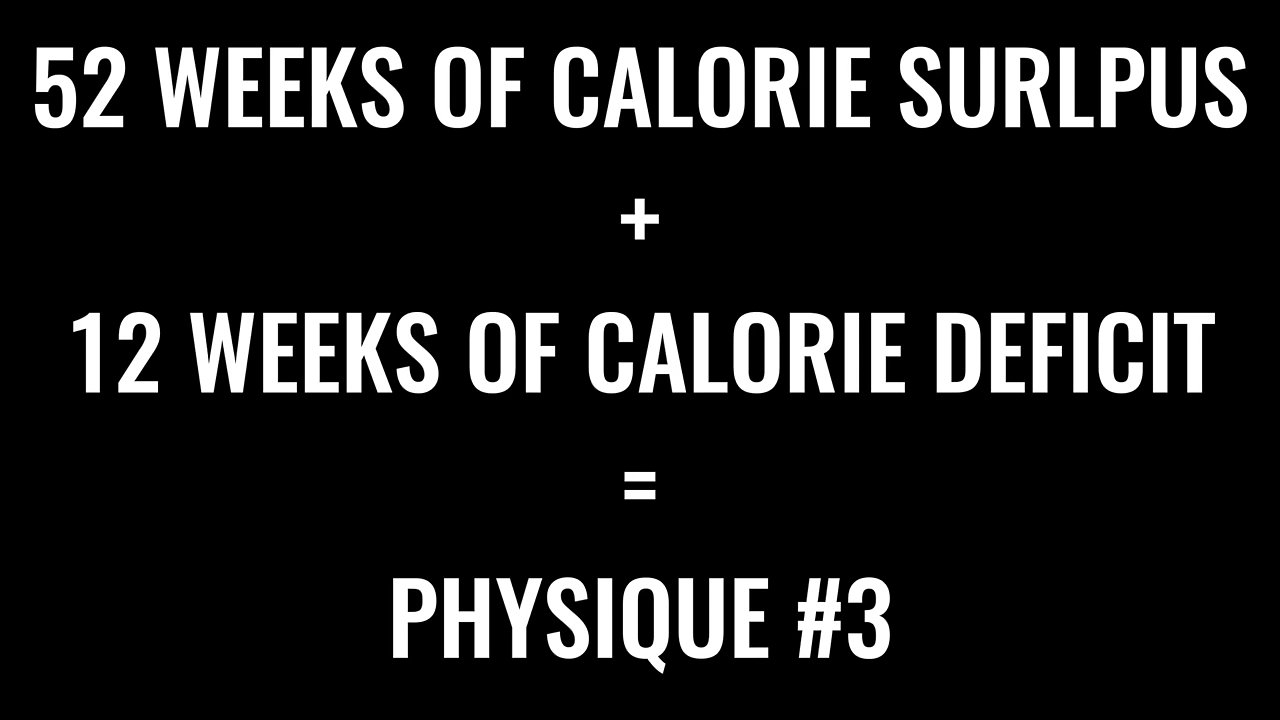 52 WEEKS OF CALORIE SURLPUS
+
12 WEEKS OF CALORIE DEFICIT
=
PHYSIQUE #3